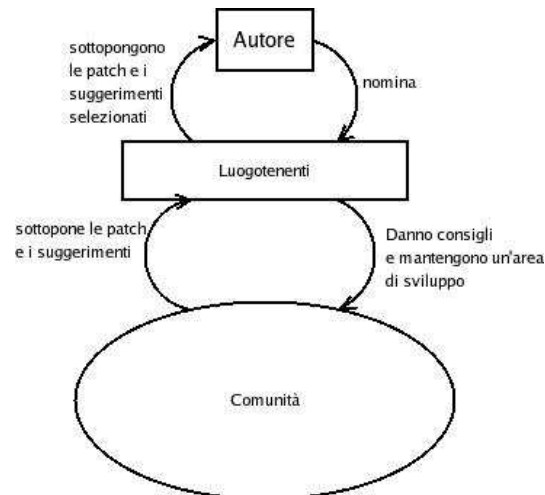 Autore
sottopongono
le patch e i
suggerimenti
selezionati
nomina
Luogotenenti
sottopone le patch
e i suggerimenti
Danno consigli
e mantengono un'area
di sviluppo
Comunità